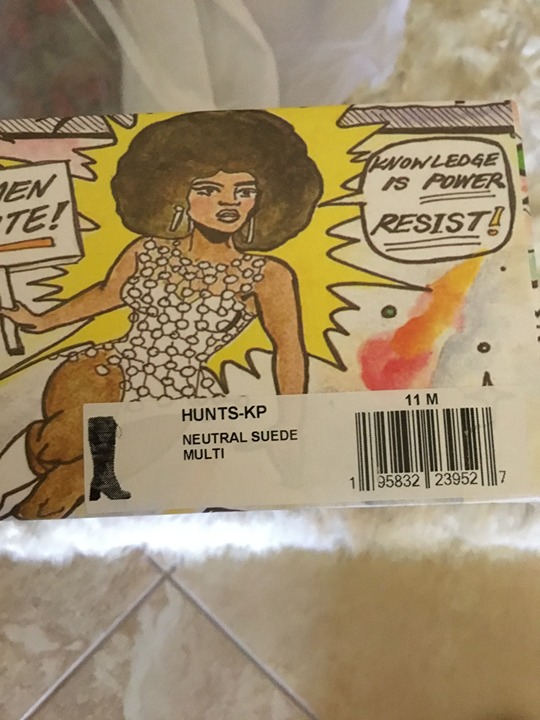 MEN
TE!
KNOWLEDGE
IS POWER
RESIST!
HUNTS-KP
NEUTRAL SUEDE
MULTI
11 M
1 95832 23952 7